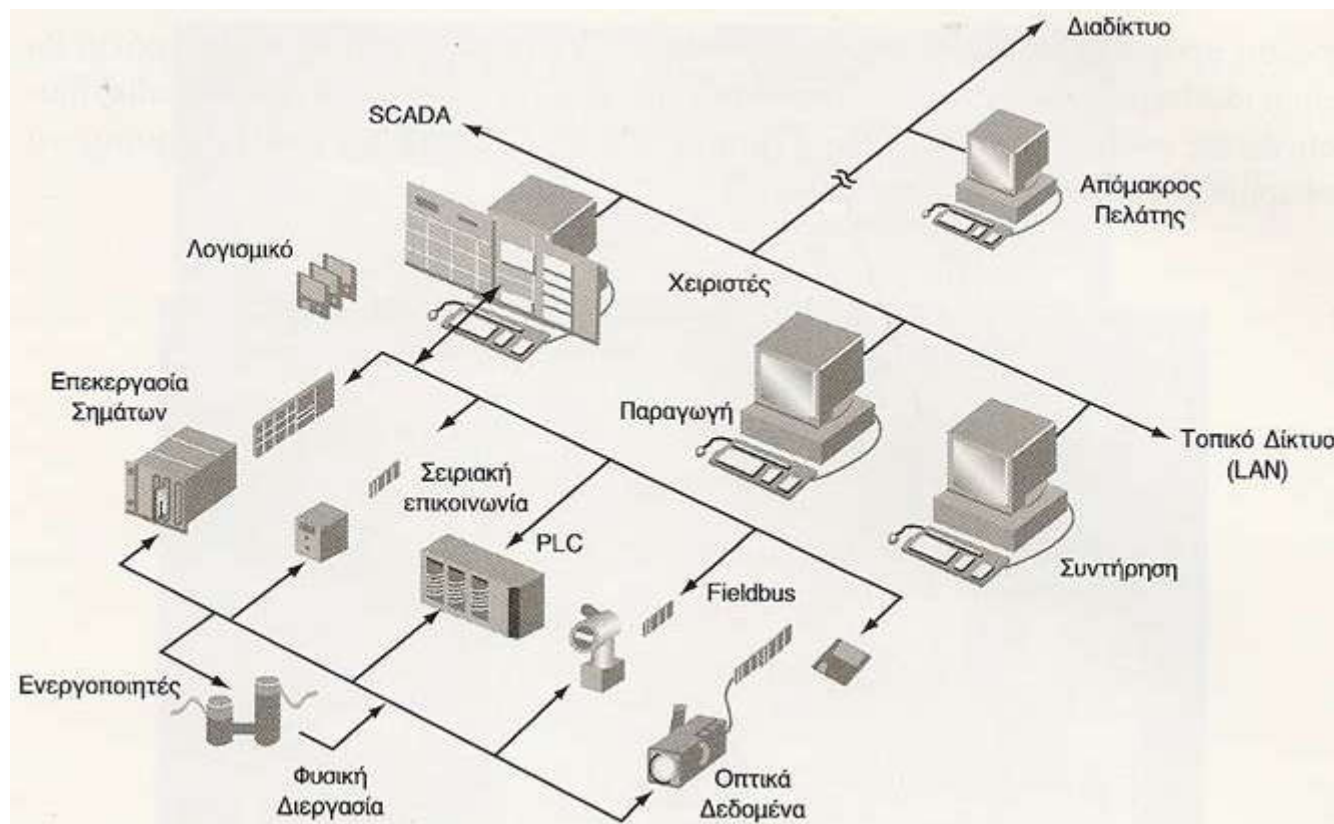 Διαδίκτυο
SCADA
Απόμακρος
Πελάτης
Λογισμικό
Χειριστές
Επεκεργασία
Σημάτων
Παραγωγή
Τοπικό Δίκτυο
(LAN)
Σειριακή
επικοινωνία
PLC
Συντήρηση
Fieldbus
Ενεργοποιητές
Φυσική
Διεργασία
Οπτικά
Δεδομένα